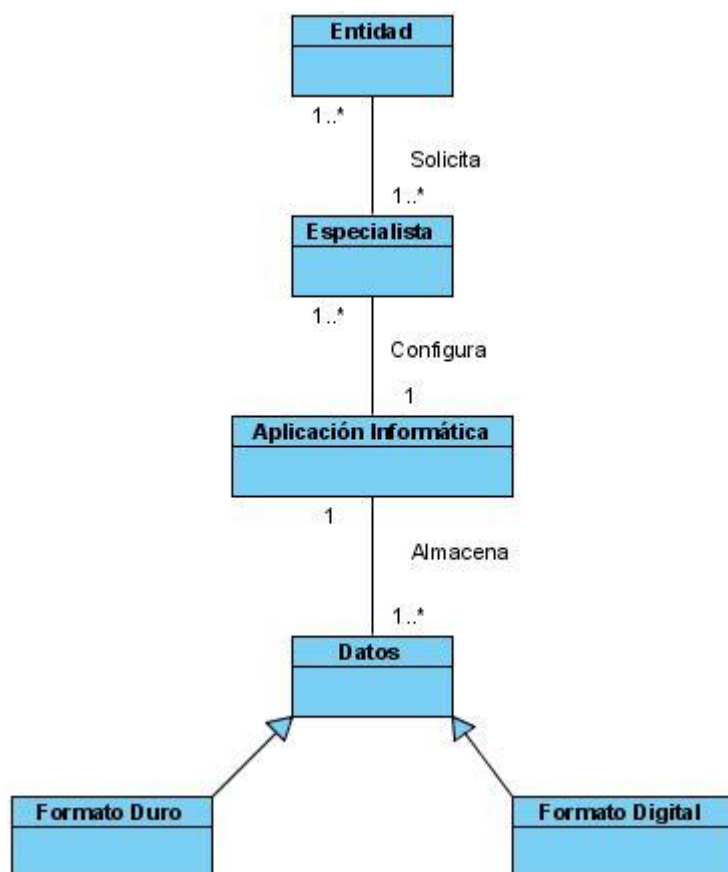 Entidad
1..*
Solicita
1..*
Especialista
1..*
Configura
1
Aplicación Informática
1
Almacena
1..*
Datos
Formato Duro
Formato Digital